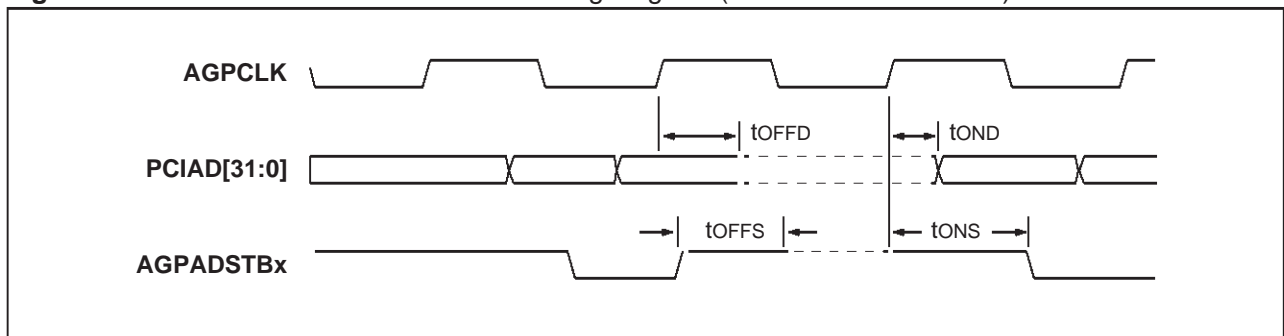 AGPCLK
tOFFD
tOND
PCIAD[31:0]
tOFFS
tONS
AGPADSTBx